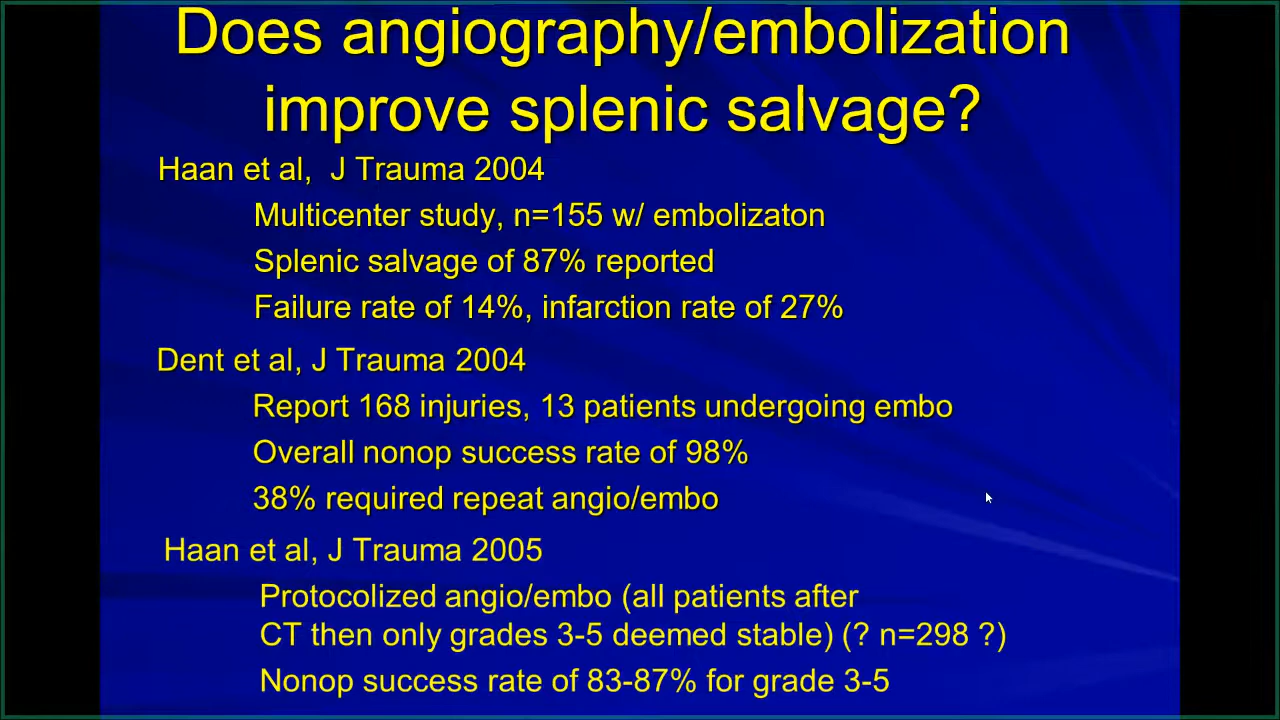 Does angiography/embolization
improve splenic salvage?
Haan et al,  J Trauma 2004
Multicenter study, n=155 w/ embolizaton
Splenic salvage of 87% reported
Failure rate of 14%, infarction rate of 27%
Dent et al, J Trauma 2004
Report 168 injuries, 13 patients undergoing embo
Overall nonop success rate of 98%
38% required repeat angio/embo
Haan et al, J Trauma 2005
Protocolized angio/embo (all patients after
CT then only grades 3-5 deemed stable) (? n=298 ?)
Nonop success rate of 83-87% for grade 3-5